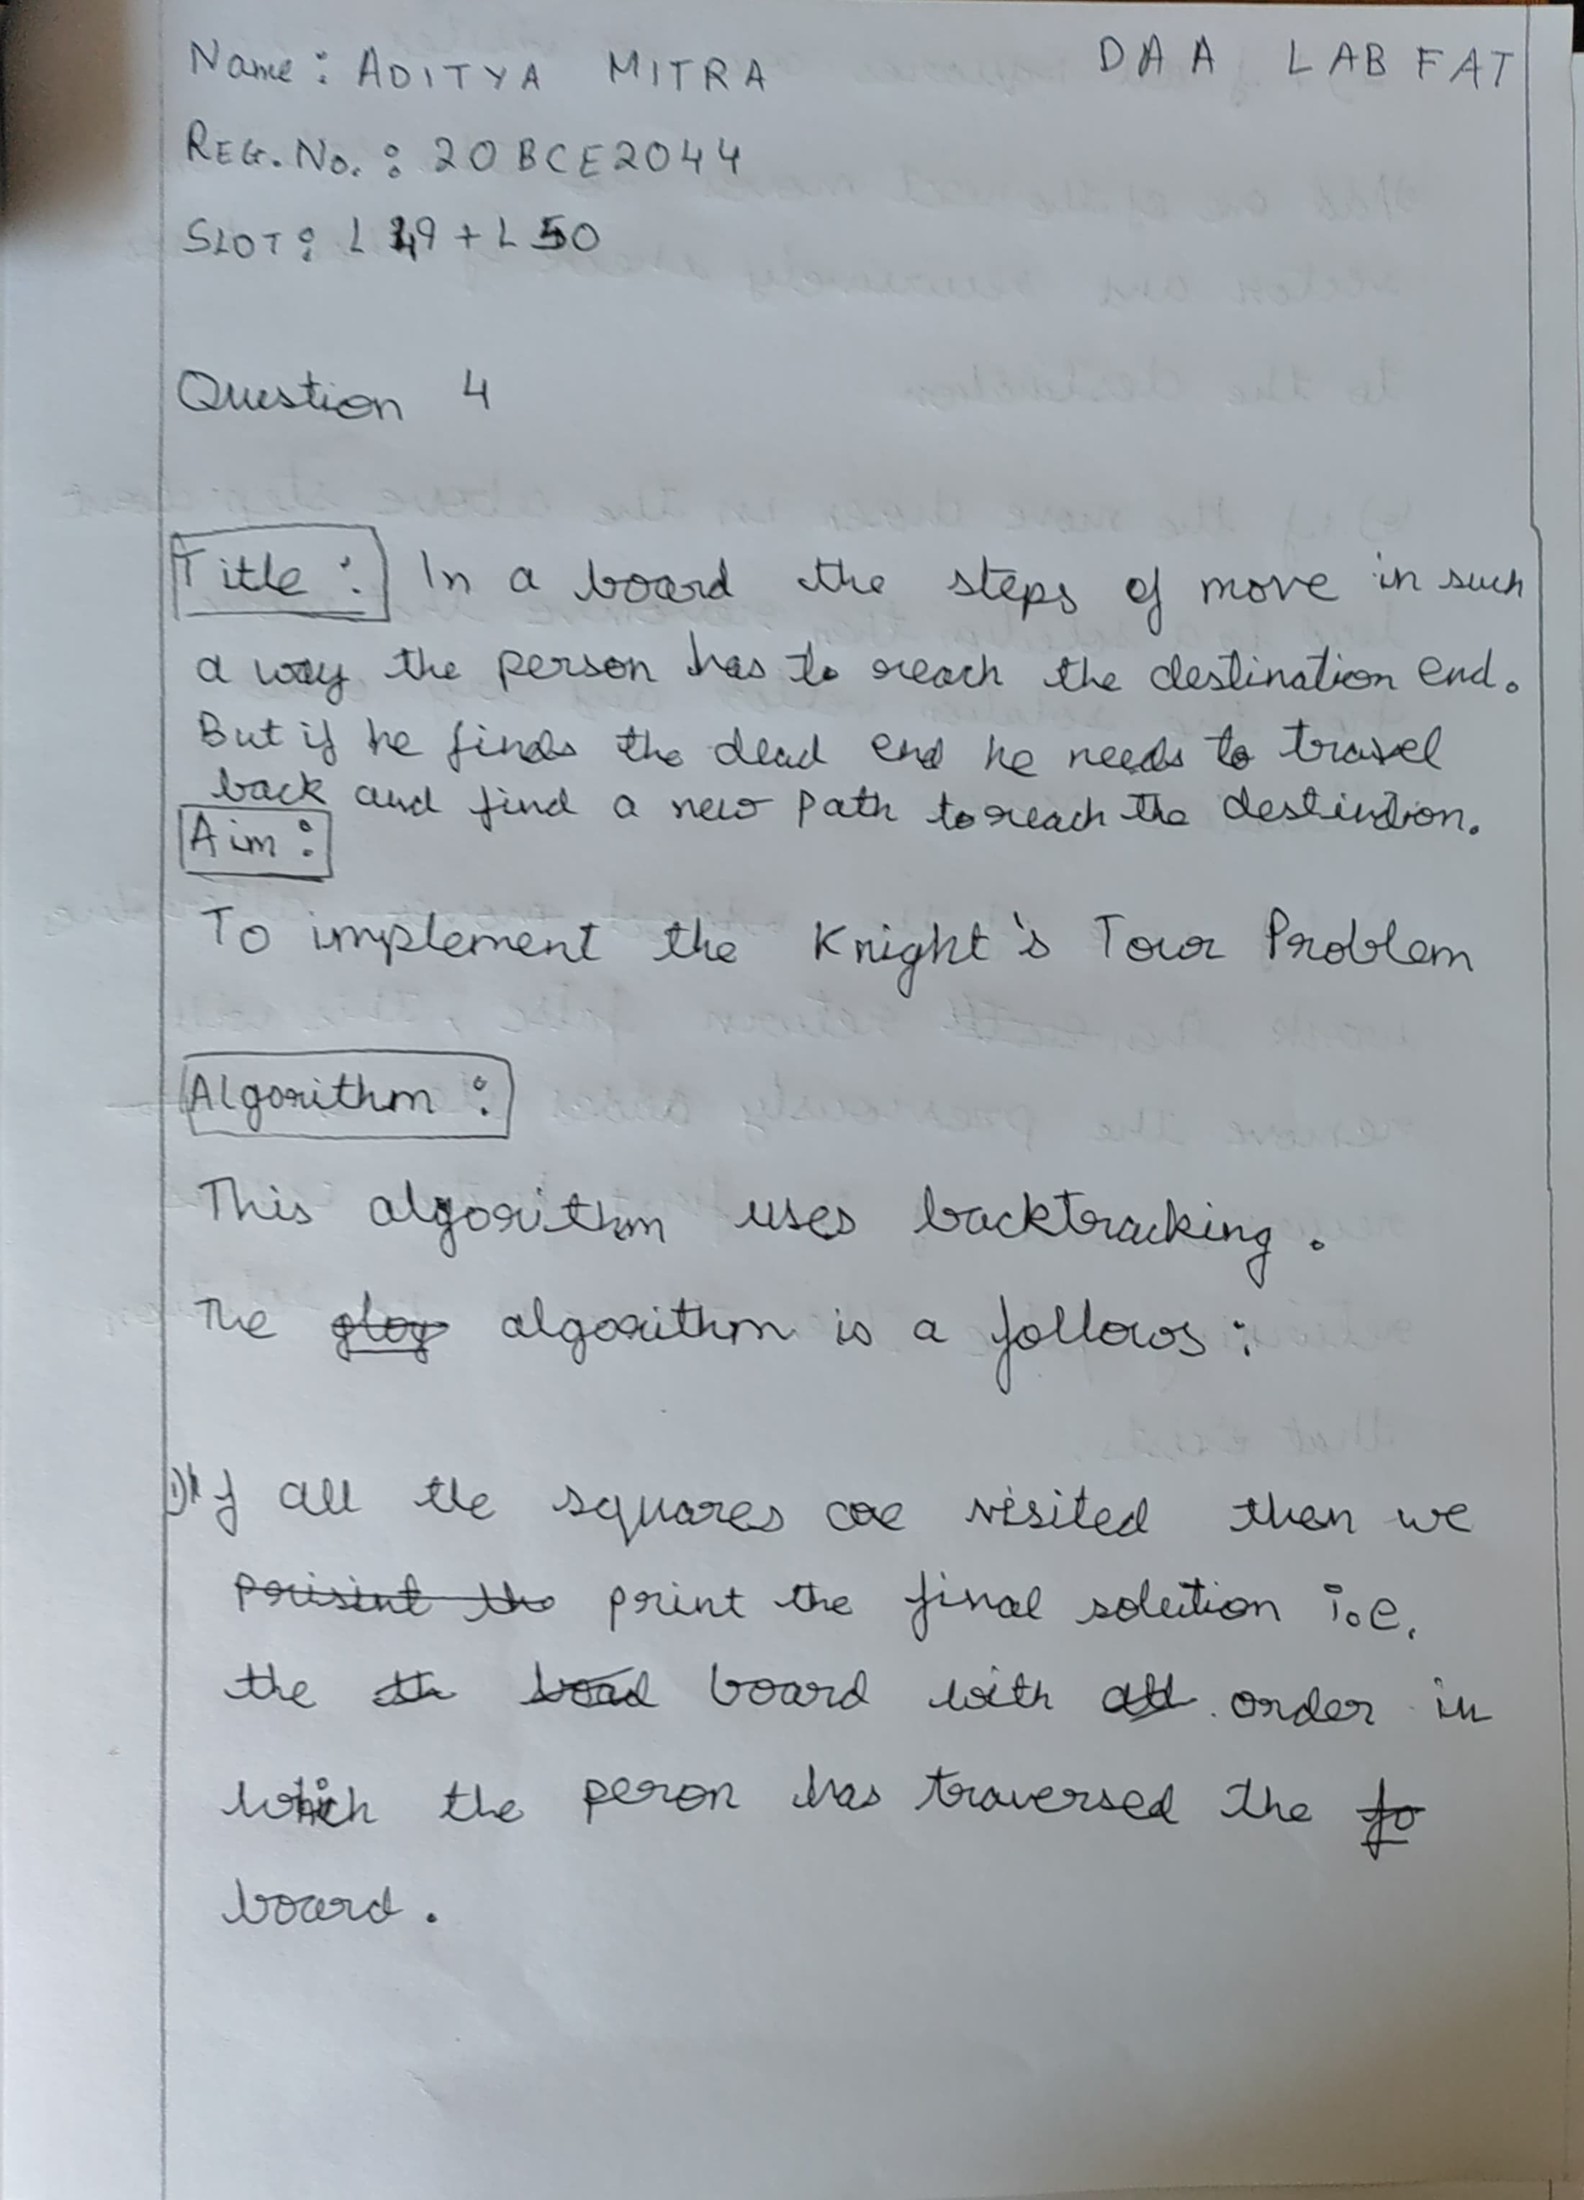 Name: ADITYA MITRA DAA LAB FAT
REG. No.: 20BCE2044
SLOT: L49 + L50
Question 4
Title: In a board the steps of move in such
a way the person has to reach the destination end.
But if he finds the dead end he needs to travel
back and find a new path to reach the destination.
Aim:
To implement the Knight's Tour Problem
Algorithm:
This algorithm uses backtracking.
The algorithm is a follows:
1) If all the squares are visited then we
print the final solution i.e.
the board with order in
which the peron has traversed the
board.